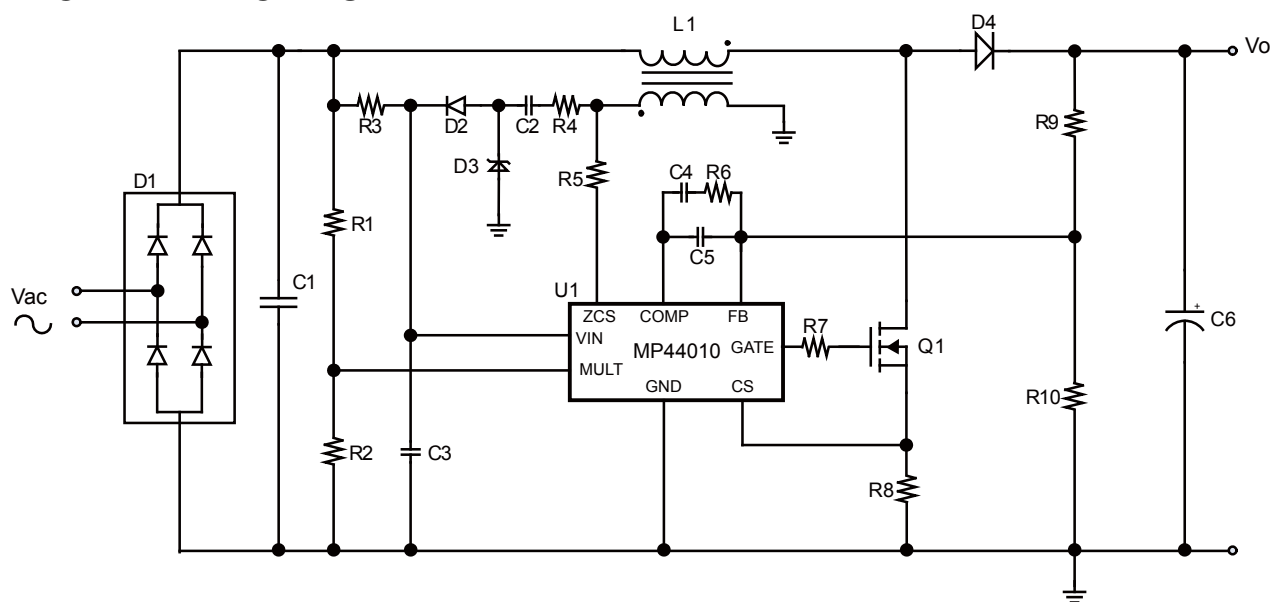 L1
D4
Vo
R3
D2
C2
R4
R9
D3
R5
C4
R6
D1
R1
C5
C1
Vac
U1
ZCS
COMP
FB
R7
C6
VIN
MP44010
GATE
Q1
MULT
GND
CS
R10
R2
C3
R8
+